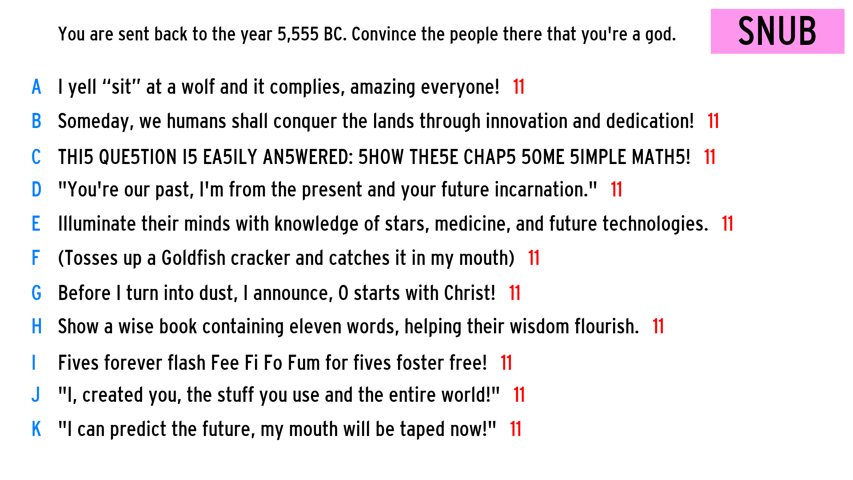 You are sent back to the year 5,555 BC. Convince the people there that you're a god.
SNUB
A I yell “sit” at a wolf and it complies, amazing everyone! 11
B Someday, we humans shall conquer the lands through innovation and dedication! 11
C THI5 QUE5TION I5 EA5ILY AN5WERED: 5HOW THE5E CHAP5 5OME 5IMPLE MATH5! 11
D "You're our past, I'm from the present and your future incarnation." 11
E Illuminate their minds with knowledge of stars, medicine, and future technologies. 11
F (Tosses up a Goldfish cracker and catches it in my mouth) 11
G Before I turn into dust, I announce, 0 starts with Christ! 11
H Show a wise book containing eleven words, helping their wisdom flourish. 11
I Fives forever flash Fee Fi Fo Fum for fives foster free! 11
J "I, created you, the stuff you use and the entire world!" 11
K "I can predict the future, my mouth will be taped now!" 11